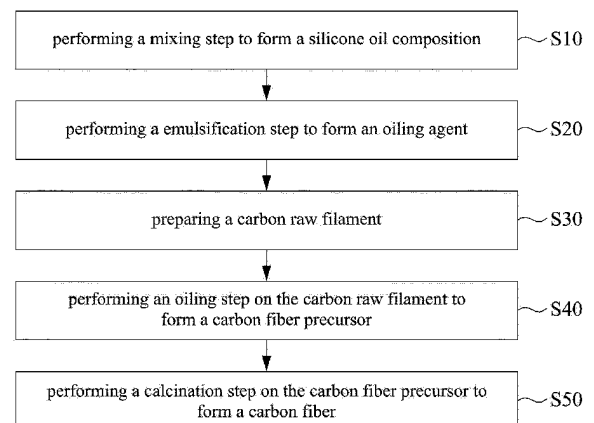 performing a mixing step to form a silicone oil composition
S10
performing a emulsification step to form an oiling agent
S20
preparing a carbon raw filament
S30
performing an oiling step on the carbon raw filament to
form a carbon fiber precursor
S40
performing a calcination step on the carbon fiber precursor to
form a carbon fiber
S50